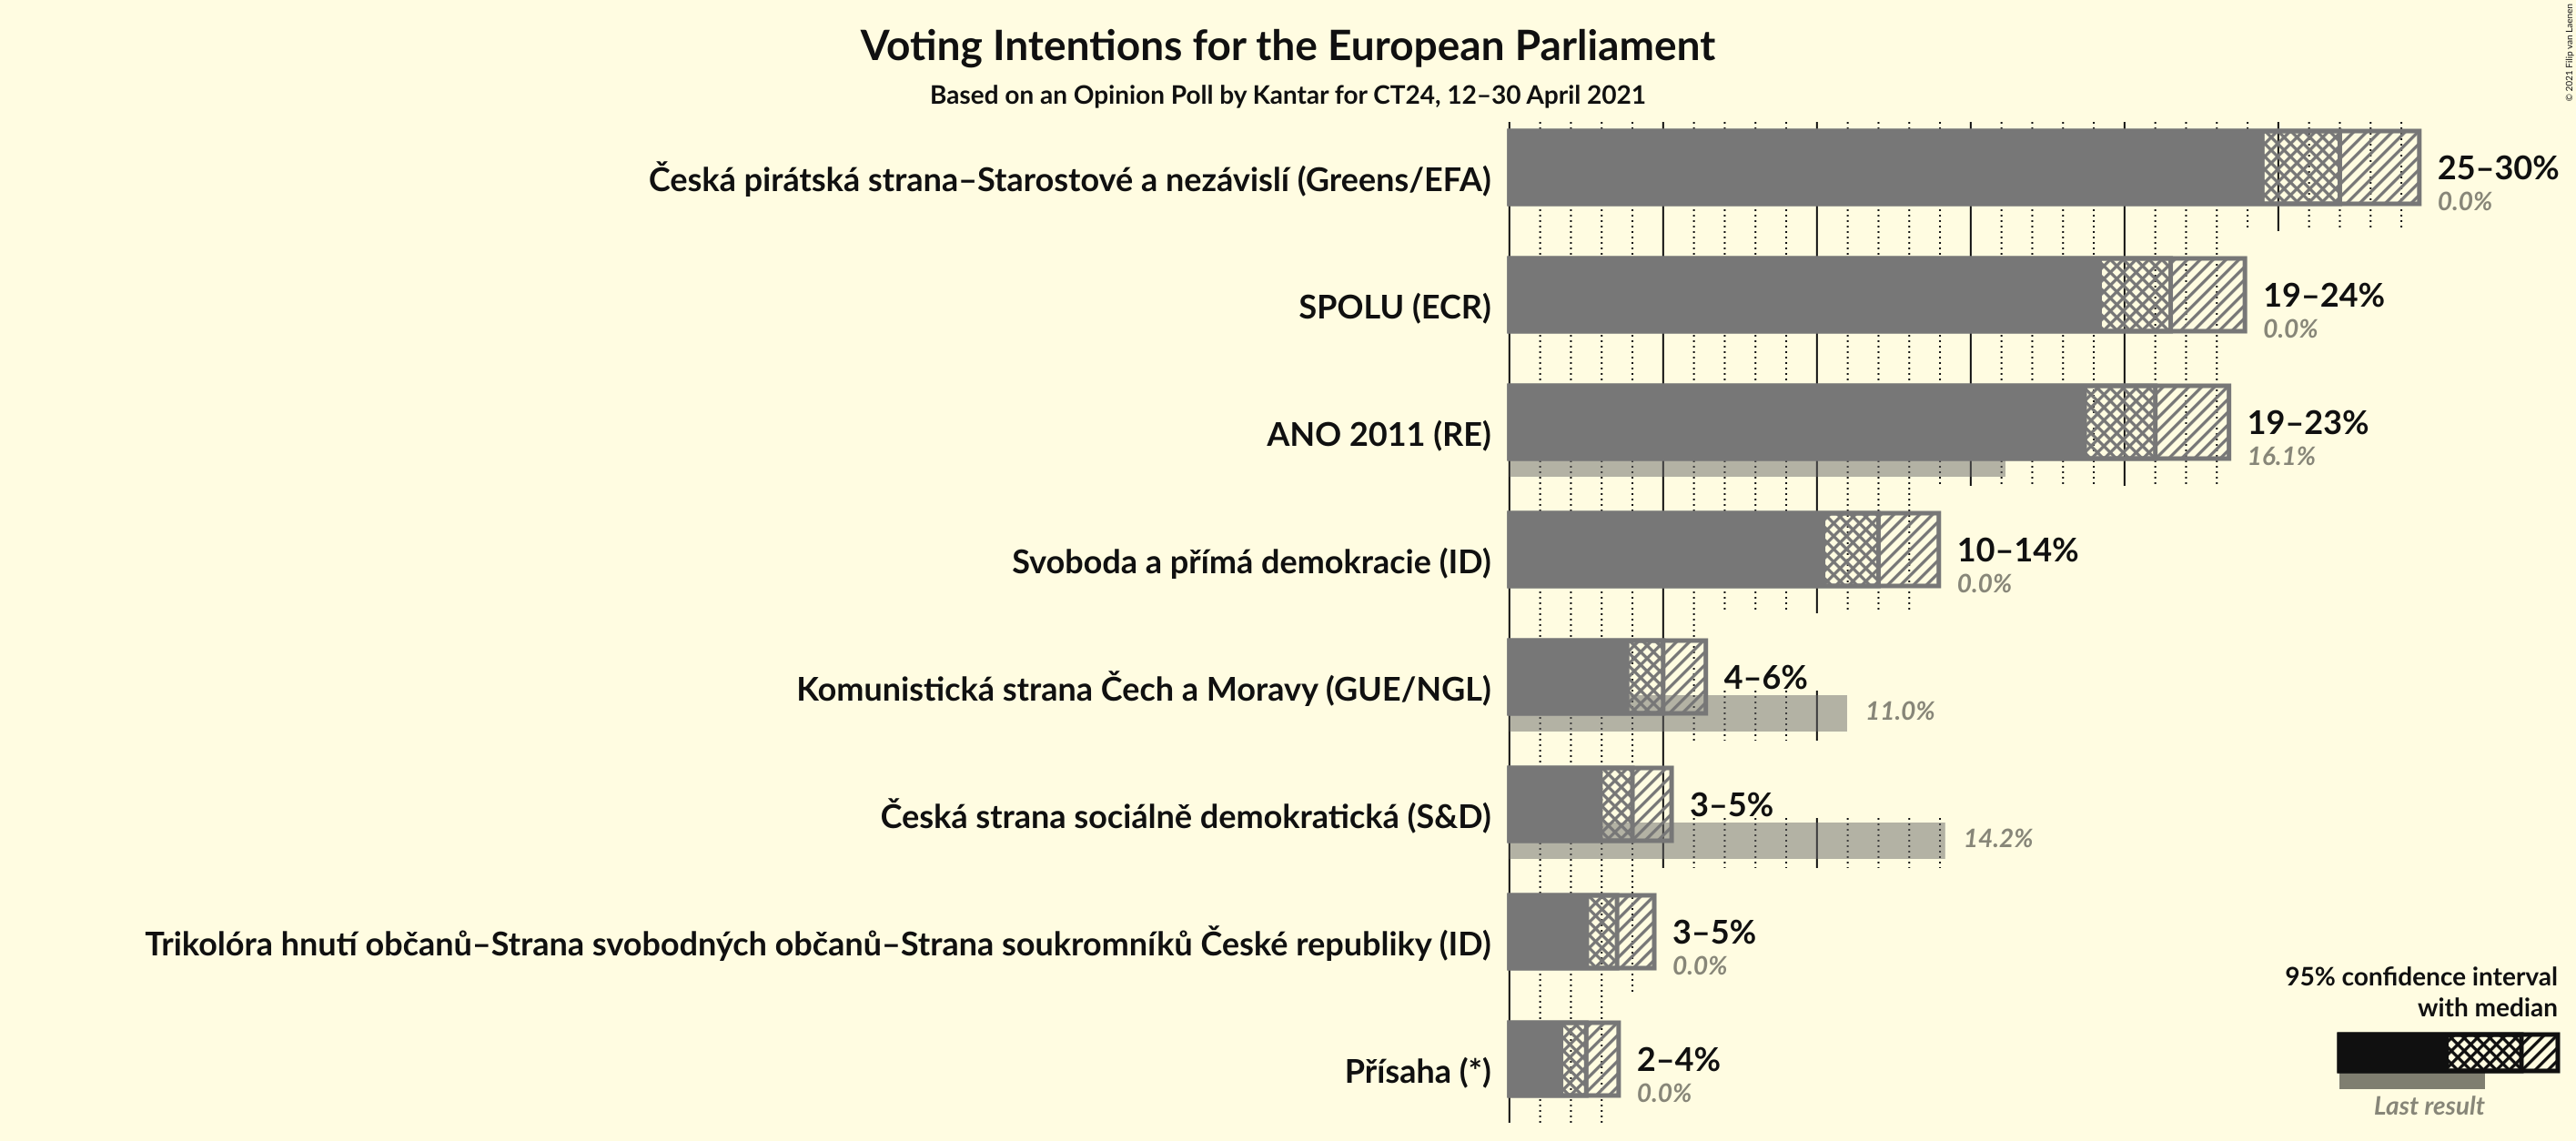 Voting Intentions for the European Parliament
Based on an Opinion Poll by Kantar for CT24, 12–30 April 2021
© 2021 Filip van Laenen
Česká pirátská strana–Starostové a nezávislí (Greens/EFA)
25–30%
0.0%
SPOLU (ECR)
19–24%
0.0%
ANO 2011 (RE)
19–23%
16.1%
Svoboda a přímá demokracie (ID)
10–14%
0.0%
Komunistická strana Čech a Moravy (GUE/NGL)
4–6%
11.0%
Česká strana sociálně demokratická (S&D)
3–5%
14.2%
Trikolóra hnutí občanů–Strana svobodných občanů–Strana soukromníků České republiky (ID)
3–5%
0.0%
Přísaha (*)
2–4%
0.0%
95% confidence interval
with median
Last result